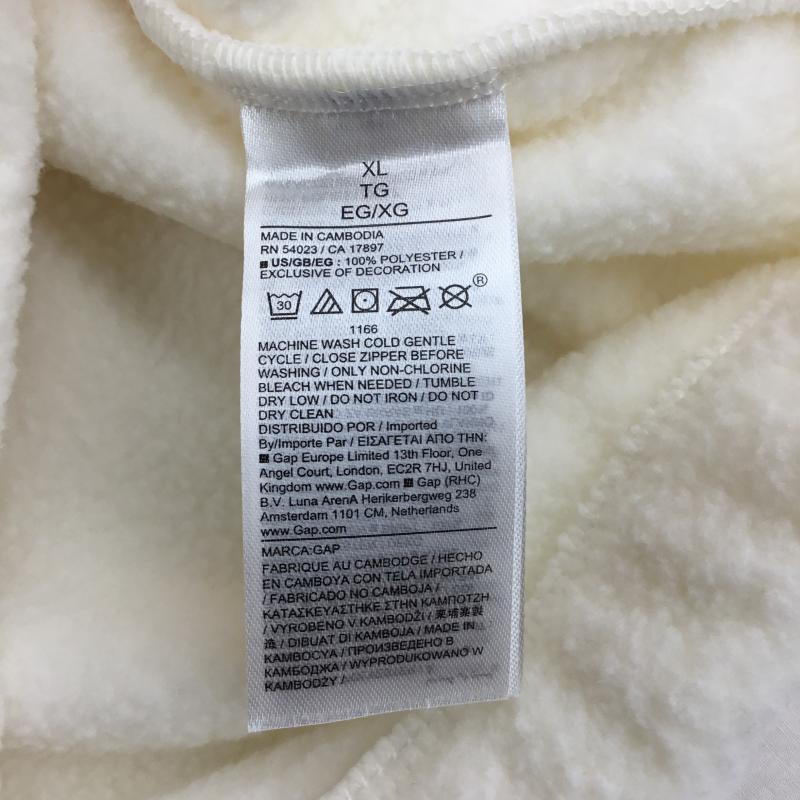 XL
TG
EG/XG
MADE IN CAMBODIA
RN 54023 / CA 17897
US/GB/EG : 100% POLYESTER /
EXCLUSIVE OF DECORATION
30
®
1166
MACHINE WASH COLD GENTLE
CYCLE / CLOSE ZIPPER BEFORE
WASHING / ONLY NON-CHLORINE
BLEACH WHEN NEEDED / TUMBLE
DRY LOW / DO NOT IRON / DO NOT
DRY CLEAN
DISTRIBUIDO POR / Imported
By/Importe Par / ΕΙΣΑΓΕΤΑΙ ΑΠΟ ΤΗΝ:
Gap Europe Limited 13th Floor, One
Angel Court, London, EC2R 7HJ, United
Kingdom www.Gap.com Gap (RHC)
B.V. Luna ArenA Herikerbergweg 238
Amsterdam 1101 CM, Netherlands
www.Gap.com
MARCA:GAP
FABRIQUE AU CAMBODGE / HECHO
EN CAMBOYA CON TELA IMPORTADA
/ FABRICADO NO CAMBOJA /
ΚΑΤΑΣΚΕΥΑΣΤΗΚΕ ΣΤΗΝ ΚΑΜΠΟΤΖΗ
/ VYROBENO V KAMBODŽI / 柬埔寨製
造 / DIBUAT DI KAMBOJA / MADE IN
KAMBOCYA / ПРОИЗВЕДЕНО В
КАМБОДЖА / WYPRODUKOWANO W
KAMBODŻY /